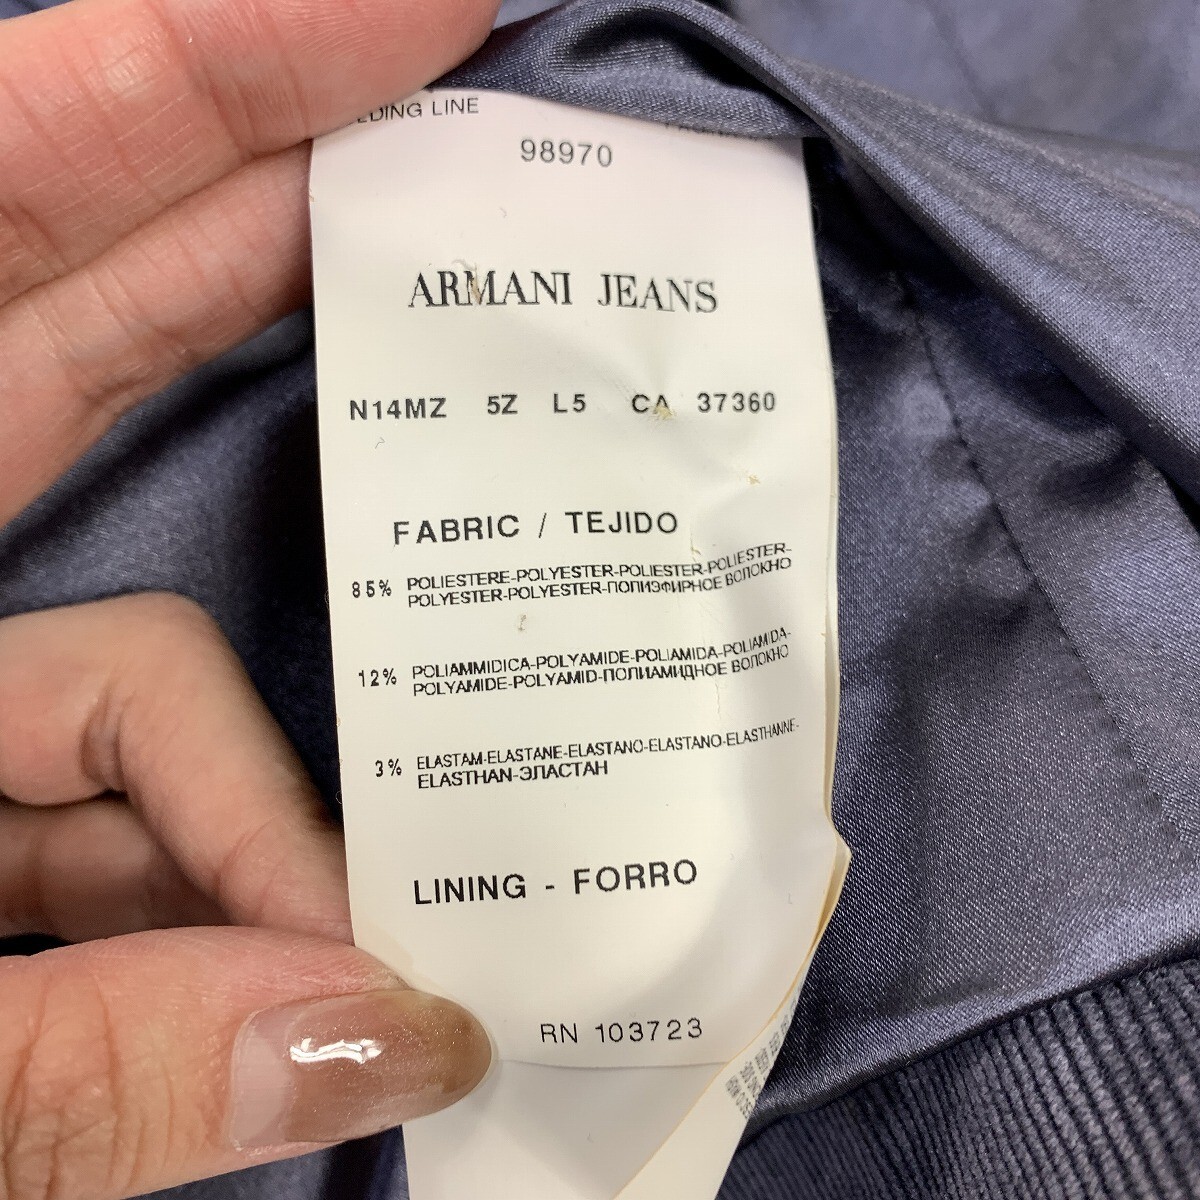 LDING LINE
98970
ARMANI JEANS
N14MZ 5Z L5 CA 37360
FABRIC / TEJIDO
85% POLIESTERE-POLYESTER-POLIESTER-POLIESTER-
POLYESTER-POLYESTER-ПОЛИЭФИРНОЕ ВОЛОКНО
12% POLIAMMIDICA-POLYAMIDE-POLIAMIDA-POLIAMIDA-
POLYAMIDE-POLYAMID-ПОЛИАМИДНОЕ ВОЛОКНО
3% ELASTAM-ELASTANE-ELASTANO-ELASTANO-ELASTHANNE-
ELASTHAN-ЭЛАСТАН
LINING - FORRO
RN 103723